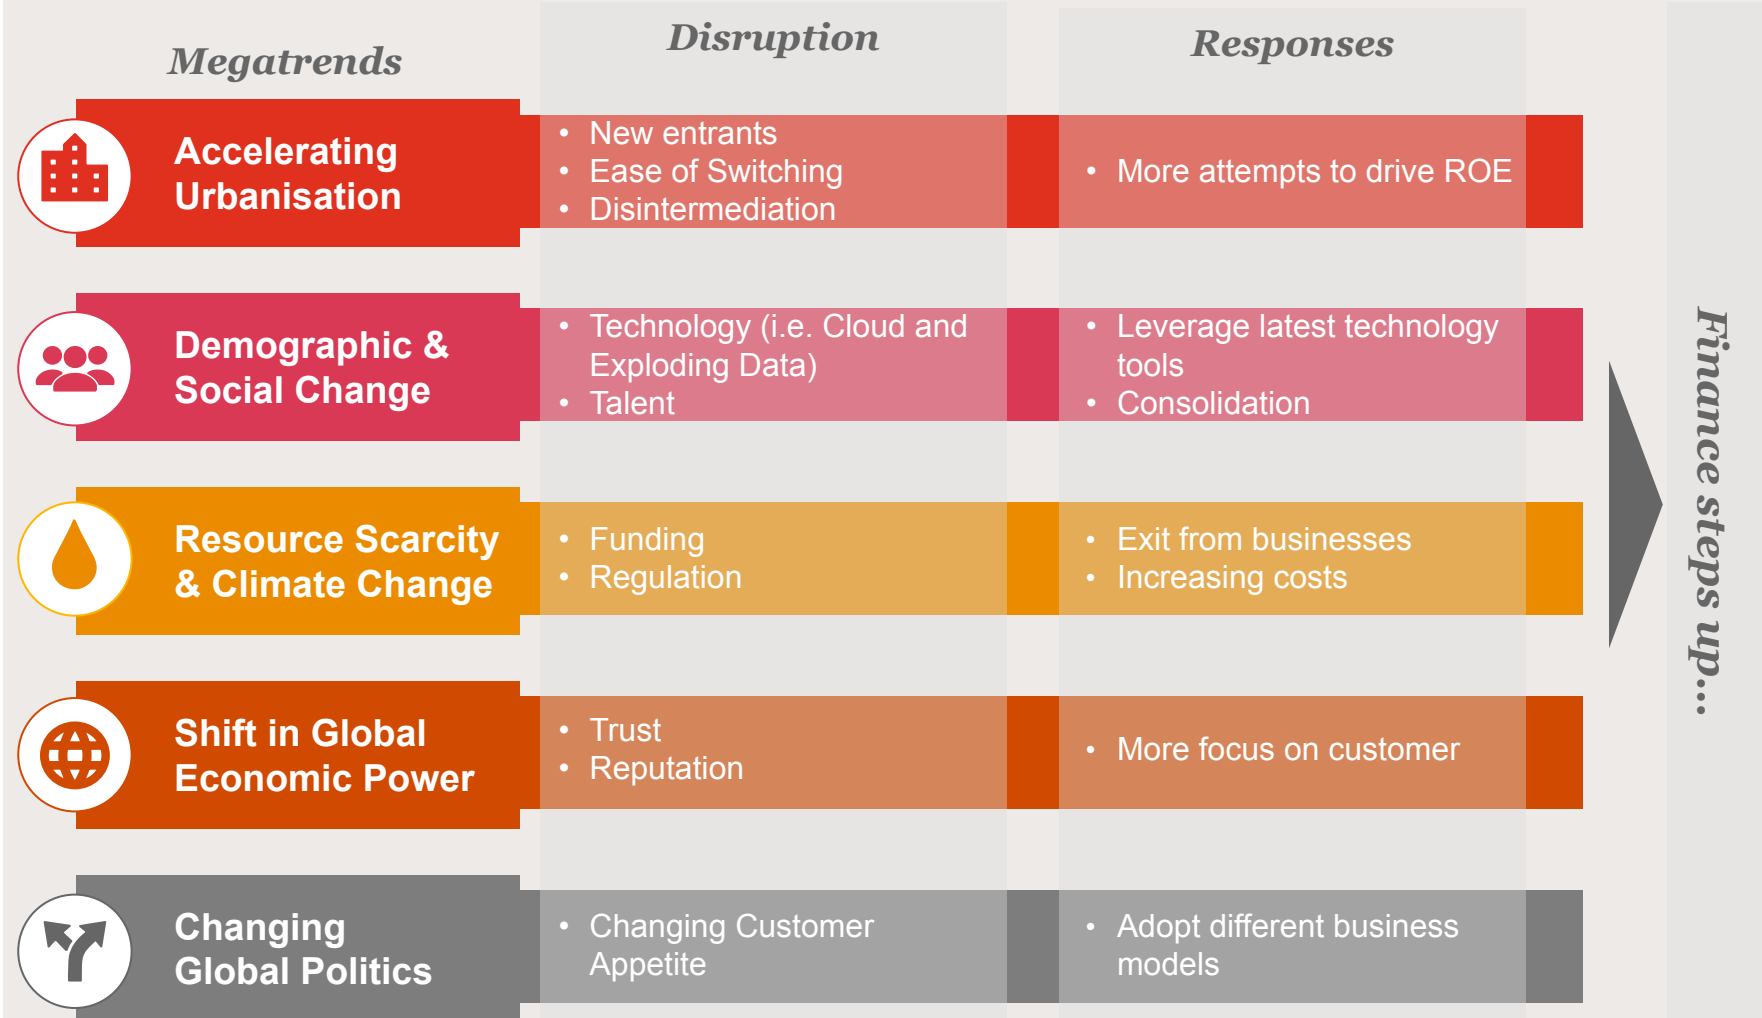 Megatrends
Disruption
Responses
Accelerating
Urbanisation
• New entrants
• Ease of Switching
• Disintermediation
• More attempts to drive ROE
Demographic &
Social Change
• Technology (i.e. Cloud and
Exploding Data)
• Talent
• Leverage latest technology
tools
• Consolidation
Resource Scarcity
& Climate Change
• Funding
• Regulation
• Exit from businesses
• Increasing costs
Shift in Global
Economic Power
• Trust
• Reputation
• More focus on customer
Changing
Global Politics
• Changing Customer
Appetite
• Adopt different business
models
Finance steps up...